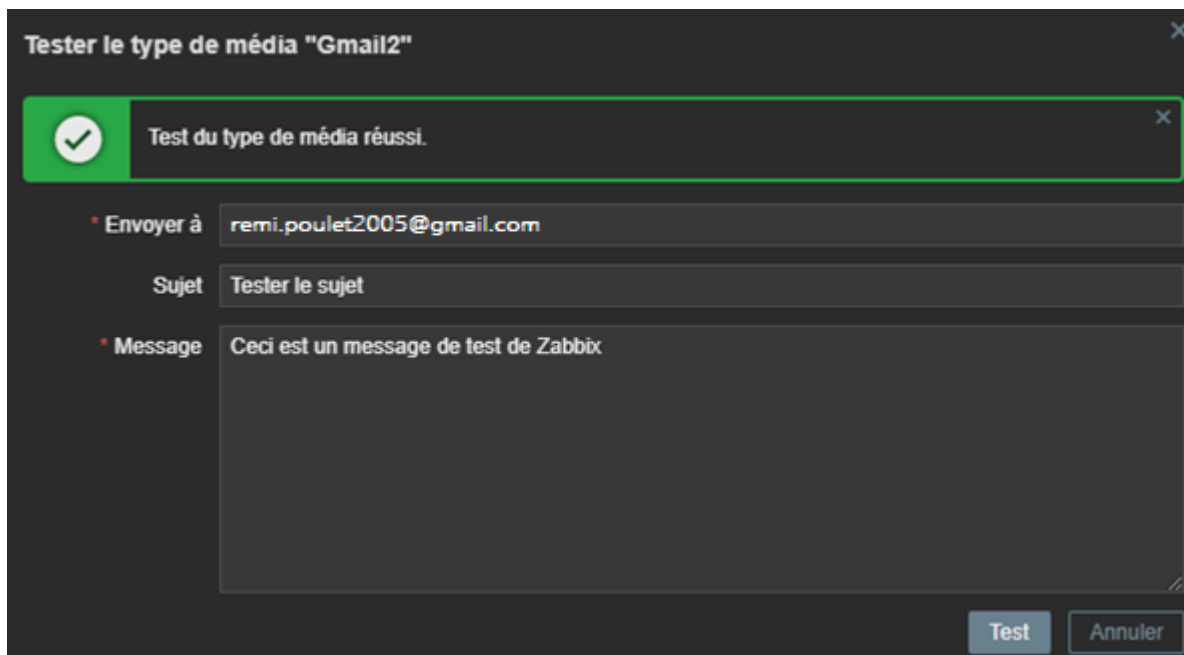 Tester le type de média "Gmail2"
Test du type de média réussi.
* Envoyer à remi.poulet2005@gmail.com
Sujet Tester le sujet
* Message Ceci est un message de test de Zabbix
Test Annuler